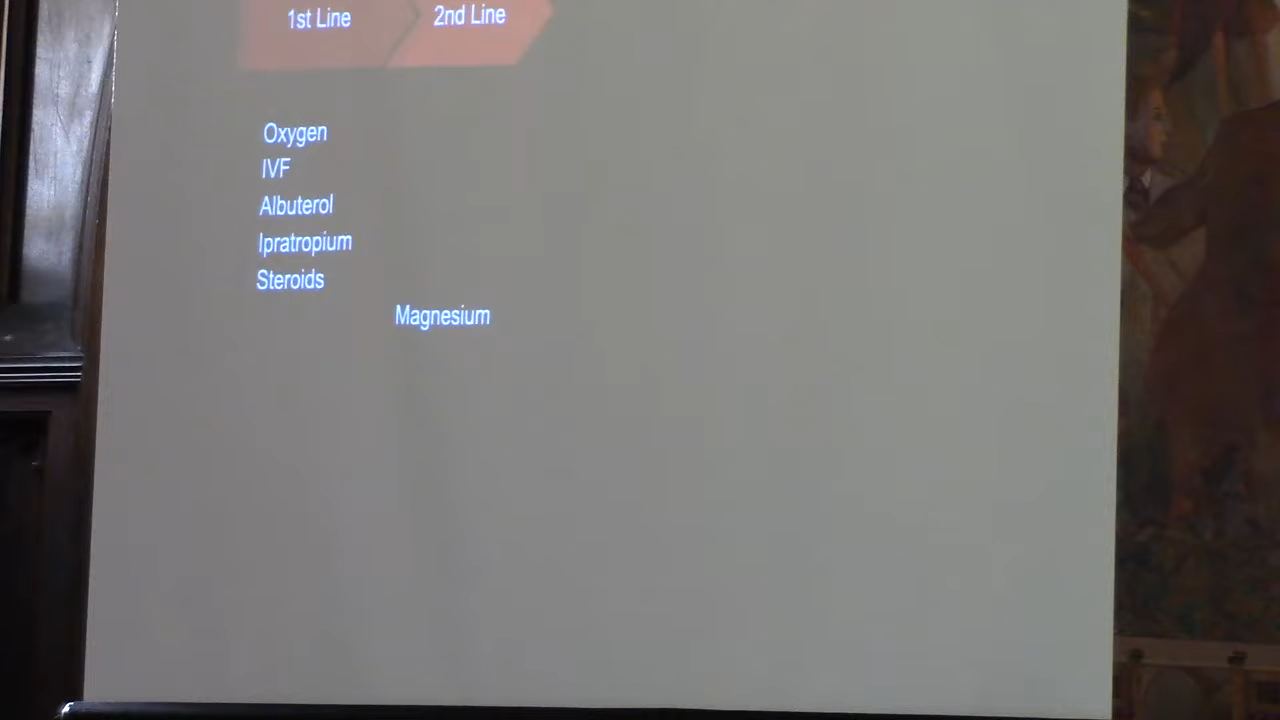 1st Line
2nd Line
Oxygen
IVF
Albuterol
Ipratropium
Steroids
Magnesium